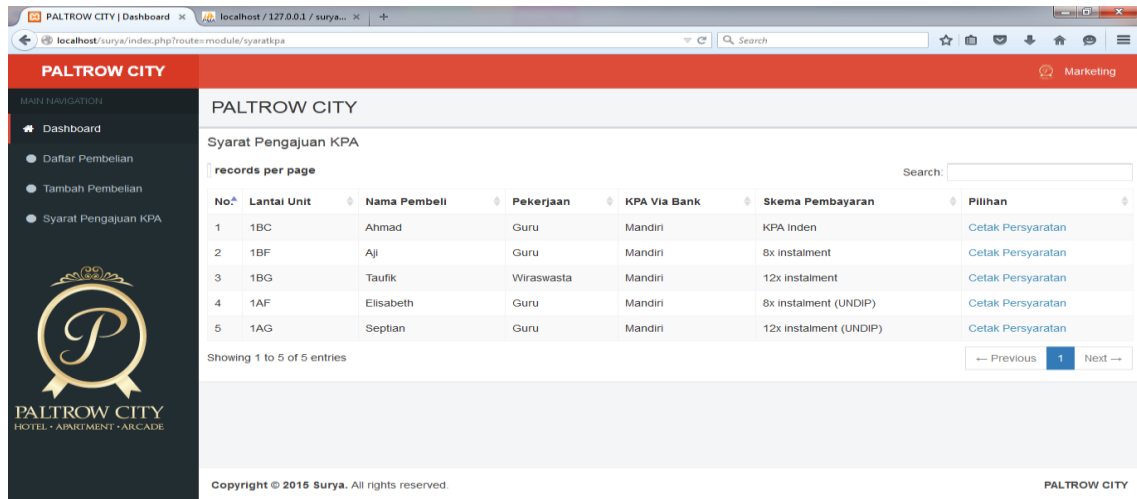 PALTROW CITY | Dashboard × localhost / 127.0.0.1 / surya... × +
localhost/surya/index.php?route=module/syaratkpa Search
PALTROW CITY Marketing
MAIN NAVIGATION
Dashboard
Daftar Pembelian
Tambah Pembelian
Syarat Pengajuan KPA
P
PALTROW CITY
HOTEL • APARTMENT • ARCADE
PALTROW CITY
Syarat Pengajuan KPA
records per page Search:
No. Lantai Unit Nama Pembeli Pekerjaan KPA Via Bank Skema Pembayaran Pilihan
1 1BC Ahmad Guru Mandiri KPA Inden Cetak Persyaratan
2 1BF Aji Guru Mandiri 8x instalment Cetak Persyaratan
3 1BG Taufik Wiraswasta Mandiri 12x instalment Cetak Persyaratan
4 1AF Elisabeth Guru Mandiri 8x instalment (UNDIP) Cetak Persyaratan
5 1AG Septian Guru Mandiri 12x instalment (UNDIP) Cetak Persyaratan
Showing 1 to 5 of 5 entries ← Previous 1 Next →
Copyright © 2015 Surya. All rights reserved. PALTROW CITY